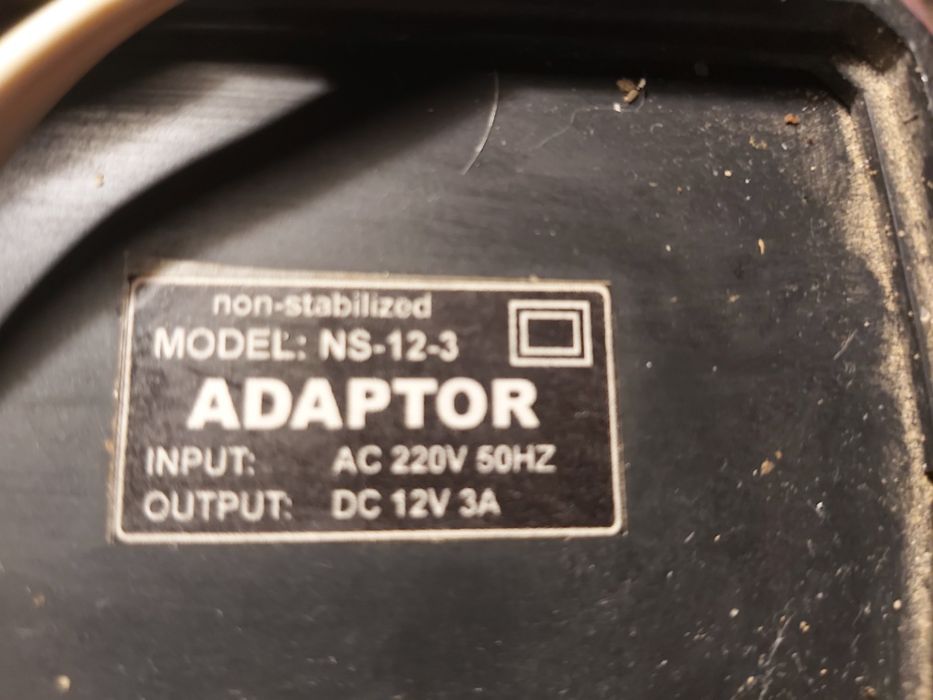 non-stabilized
MODEL: NS-12-3
ADAPTOR
INPUT: AC 220V 50HZ
OUTPUT: DC 12V 3A